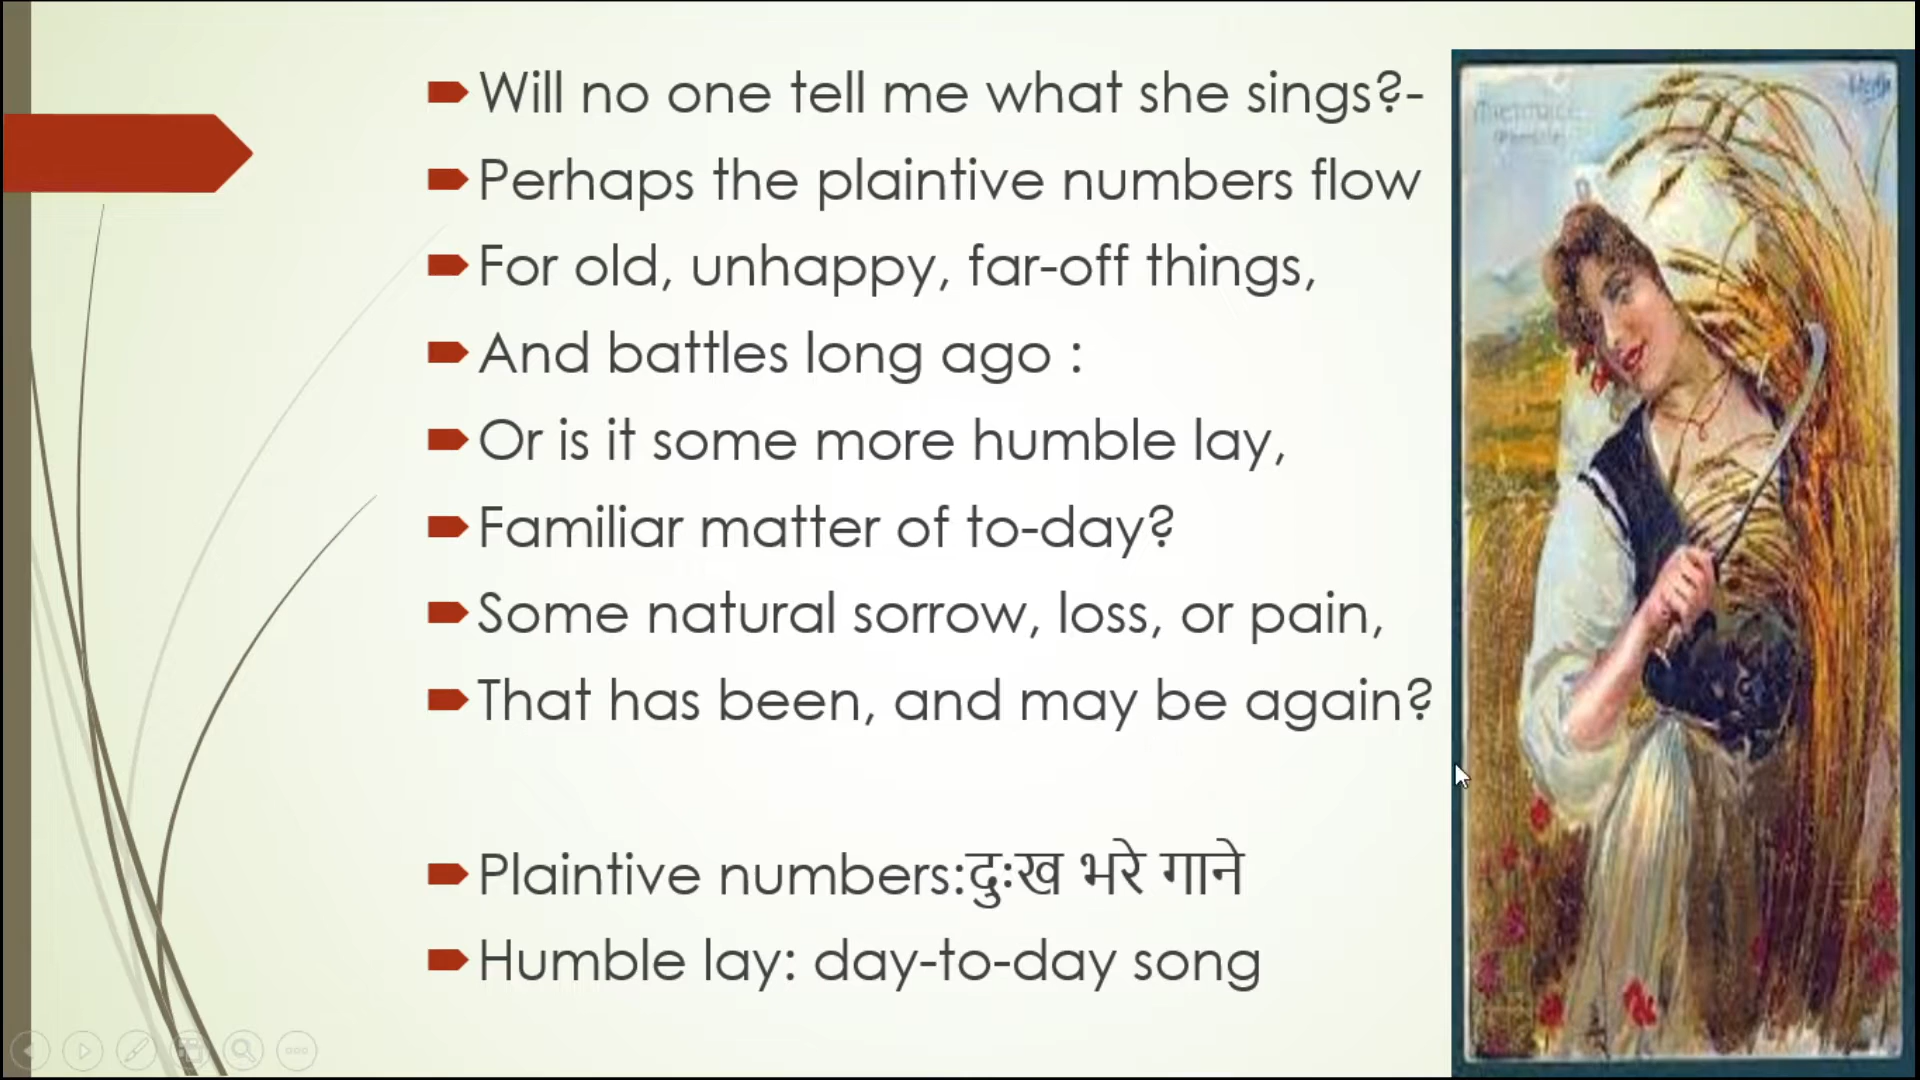 Will no one tell me what she sings?-
Perhaps the plaintive numbers flow
For old, unhappy, far-off things,
And battles long ago :
Or is it some more humble lay,
Familiar matter of to-day?
Some natural sorrow, loss, or pain,
That has been, and may be again?
Plaintive numbers:दुःख भरे गाने
Humble lay: day-to-day song